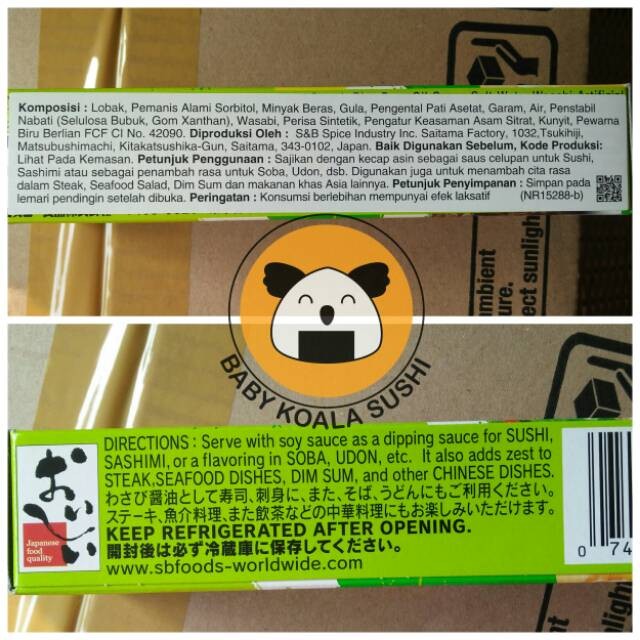 Komposisi : Lobak, Pemanis Alami Sorbitol, Minyak Beras, Gula, Pengental Pati Asetat, Garam, Air, Penstabil
Nabati (Selulosa Bubuk, Gom Xanthan), Wasabi, Perisa Sintetik, Pengatur Keasaman Asam Sitrat, Kunyit, Pewarna
Biru Berlian FCF CI No. 42090. Diproduksi Oleh : S&B Spice Industry Inc. Saitama Factory, 1032,Tsukihiji,
Matsubushimachi, Kitakatsushika-Gun, Saitama, 343-0102, Japan. Baik Digunakan Sebelum, Kode Produksi:
Lihat Pada Kemasan. Petunjuk Penggunaan : Sajikan dengan kecap asin sebagai saus celupan untuk Sushi,
Sashimi atau sebagai penambah rasa untuk Soba, Udon, dsb. Digunakan juga untuk menambah cita rasa
dalam Steak, Seafood Salad, Dim Sum dan makanan khas Asia lainnya. Petunjuk Penyimpanan : Simpan pada
lemari pendingin setelah dibuka. Peringatan : Konsumsi berlebihan mempunyai efek laksatif (NR15288-b)
mbient
ure.
ect sunligh
BABY KOALA SUSHI
おいしい
Japanese
food
quality
DIRECTIONS : Serve with soy sauce as a dipping sauce for SUSHI,
SASHIMI, or a flavoring in SOBA, UDON, etc. It also adds zest to
STEAK,SEAFOOD DISHES, DIM SUM, and other CHINESE DISHES.
わさび醤油として寿司、刺身に、また、そば、うどんにもご利用ください。
ステーキ、魚介料理、また飲茶などの中華料理にもお楽しみいただけます。
KEEP REFRIGERATED AFTER OPENING.
開封後は必ず冷蔵庫に保存してください。
www.sbfoods-worldwide.com
0 74